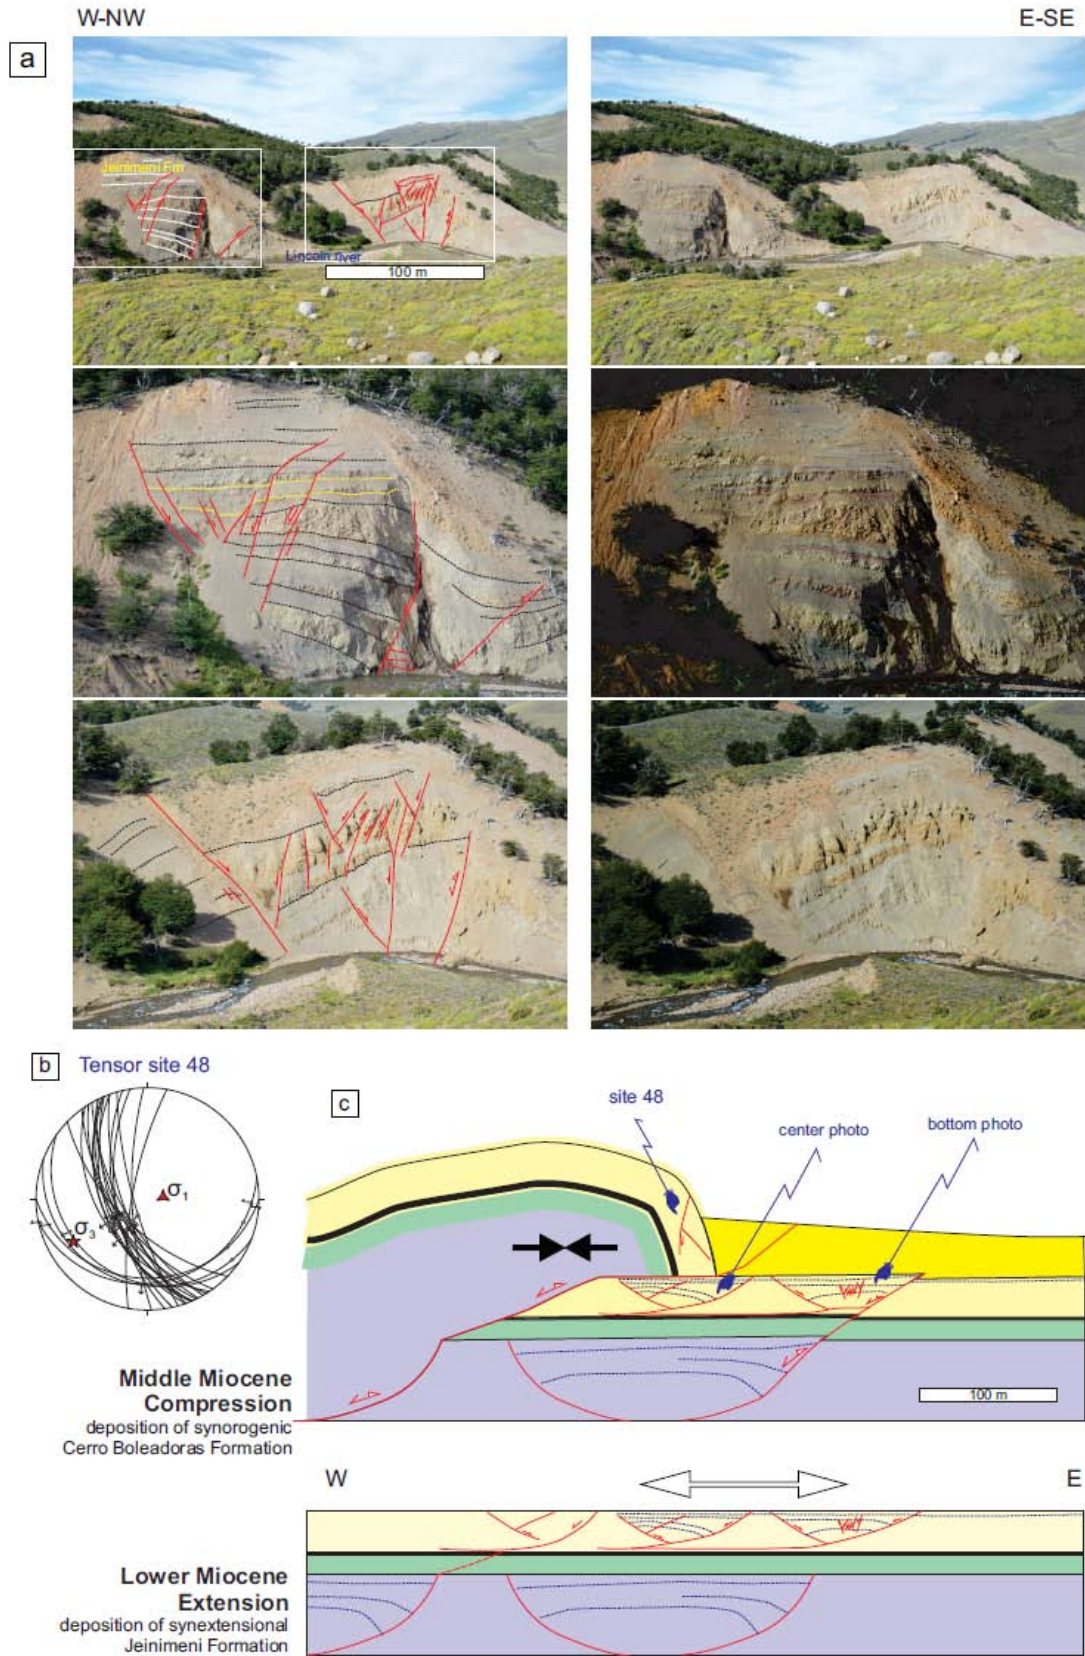 W-NW
E-SE
a
Jeinimeni Fm
Lincoln river
100 m
b
Tensor site 48
σ1
σ3
c
site 48
center photo
bottom photo
100 m
Middle Miocene
Compression
deposition of synorogenic
Cerro Boleadoras Formation
W
E
Lower Miocene
Extension
deposition of synextensional
Jeinimeni Formation